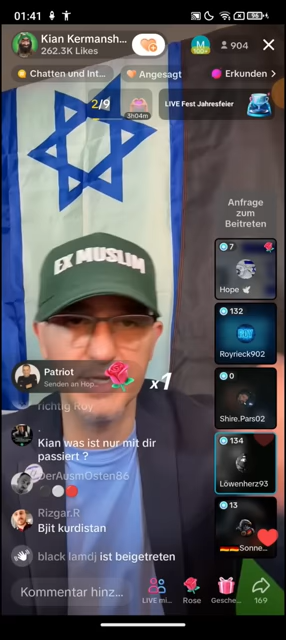 01:41
56
Kian Kermansh...
262.3K Likes
M
904
Chatten und Int...
Angesagt
Erkunden >
2/9
3h04m
LIVE Fest Jahresfeier
Anfrage
zum
Beitreten
EX MUSLIM
7
Hope
132
Royrieck902
0
Shire.Pars02
134
Löwenherz93
13
Sonne...
Patriot
Senden an Hop...
x1
richtig Roy
Kian was ist nur mit dir
passiert ?
DerAusmOsten86
Rizgar.R
Bjit kurdistan
black lamdj ist beigetreten
Kommentar hinz...
LIVE mi...
Rose
Gesche...
169